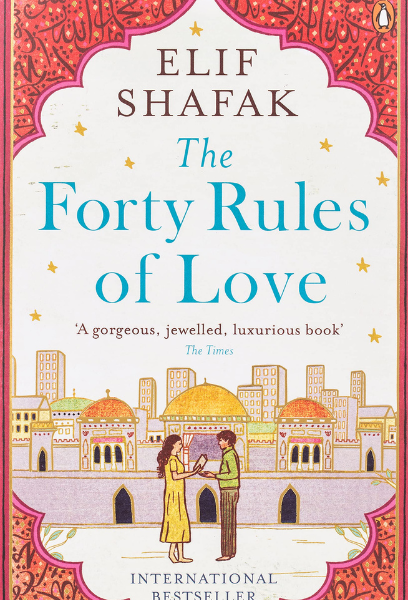 ELIF
SHAFAK
The
Forty Rules
of Love
‘A gorgeous, jewelled, luxurious book’
The Times
INTERNATIONAL
BESTSELLER